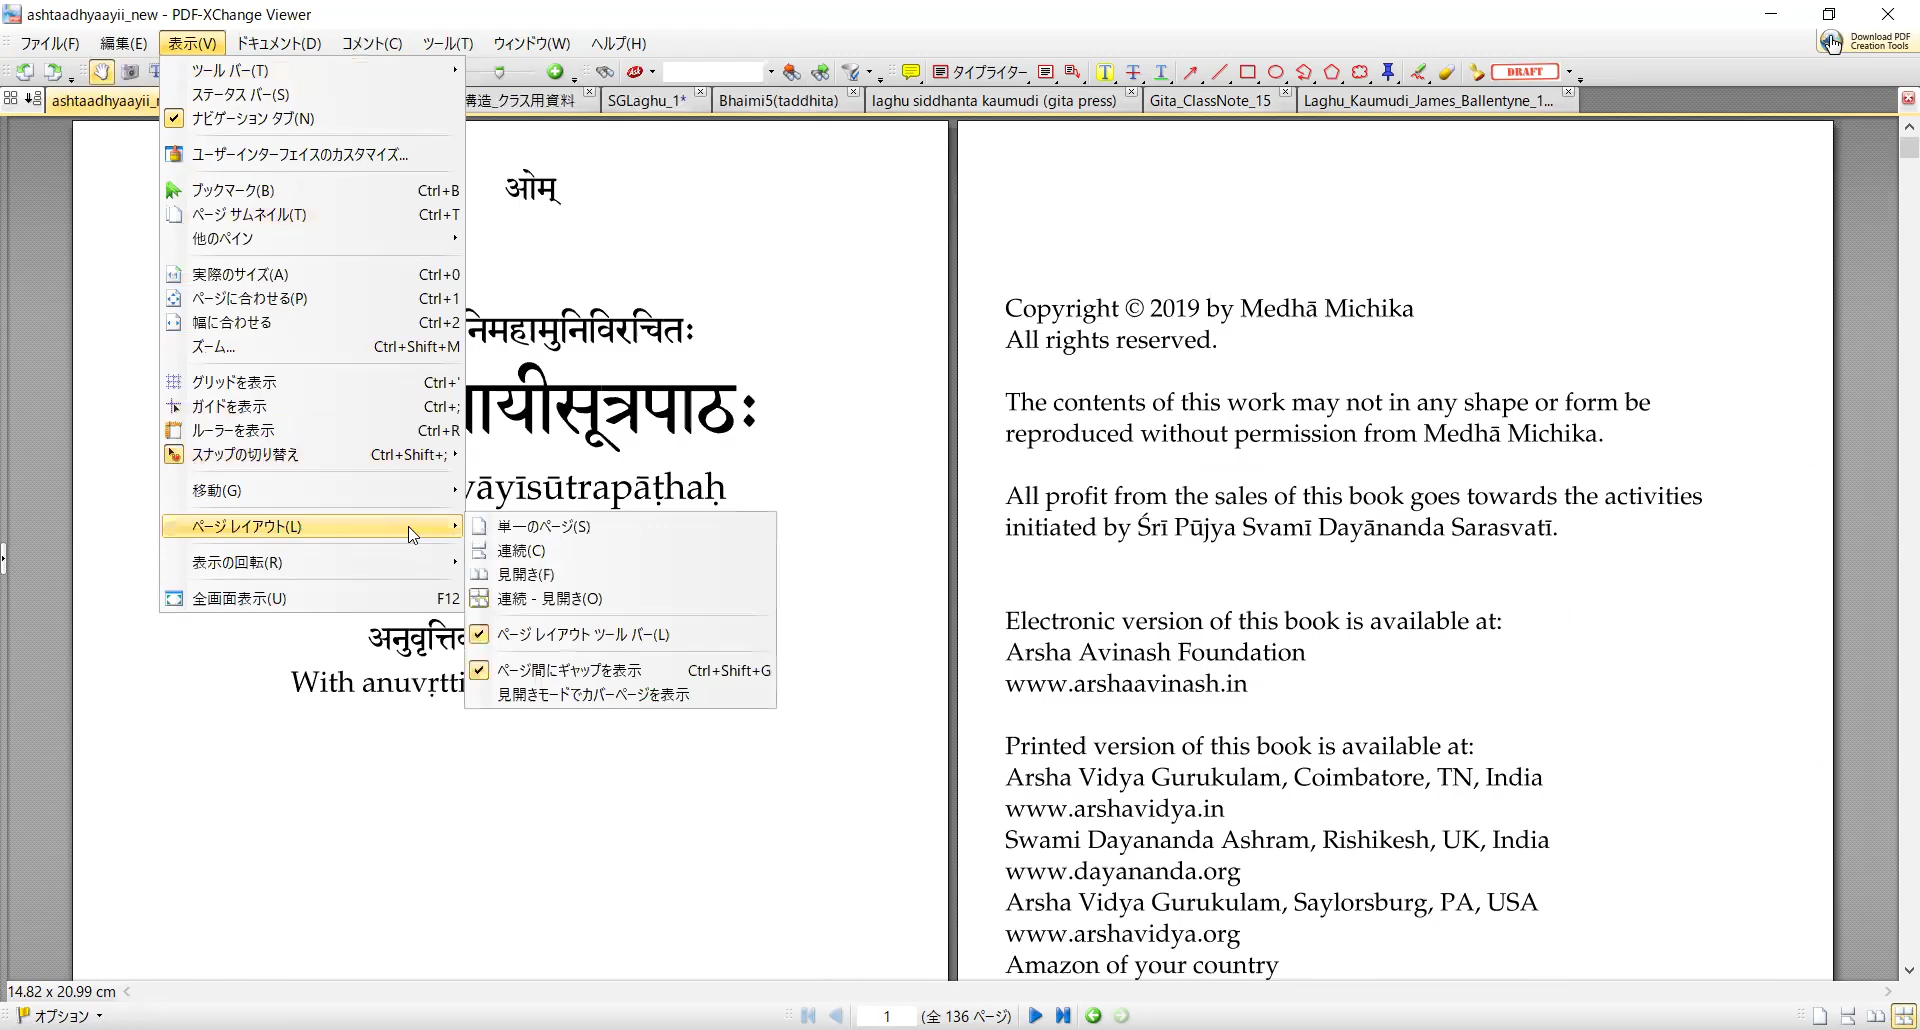 ashtaadhyaayii_new - PDF-XChange Viewer
ファイル(F) 編集(E) 表示(V) ドキュメント(D) コメント(C) ツール(T) ウィンドウ(W) ヘルプ(H)
Download PDF
Creation Tools
タイプライター
DRAFT
ashtaadhyaayii_
構造_クラス用資料
SGLaghu_1*
Bhaimi5(taddhita)
laghu siddhanta kaumudi (gita press)
Gita_ClassNote_15
Laghu_Kaumudi_James_Ballentyne_1...
ツール バー(T)
ステータス バー(S)
ナビゲーション タブ(N)
ユーザーインターフェイスのカスタマイズ...
ブックマーク(B) Ctrl+B
ページ サムネイル(T) Ctrl+T
他のペイン
実際のサイズ(A) Ctrl+0
ページに合わせる(P) Ctrl+1
幅に合わせる Ctrl+2
ズーム... Ctrl+Shift+M
グリッドを表示 Ctrl+'
ガイドを表示 Ctrl+;
ルーラーを表示 Ctrl+R
スナップの切り替え Ctrl+Shift+;
移動(G)
ページ レイアウト(L)
表示の回転(R)
全画面表示(U) F12
単一のページ(S)
連続(C)
見開き(F)
連続 - 見開き(O)
ページ レイアウト ツール バー(L)
ページ間にギャップを表示 Ctrl+Shift+G
見開きモードでカバーページを表示
ओम्
निमहामुनिविरचितः
ायीसूत्रपाठः
yāyīsūtrapāṭhaḥ
अनुवृत्ति
With anuvṛtti
Copyright © 2019 by Medhā Michika
All rights reserved.
The contents of this work may not in any shape or form be
reproduced without permission from Medhā Michika.
All profit from the sales of this book goes towards the activities
initiated by Śrī Pūjya Svamī Dayānanda Sarasvatī.
Electronic version of this book is available at:
Arsha Avinash Foundation
www.arshaavinash.in
Printed version of this book is available at:
Arsha Vidya Gurukulam, Coimbatore, TN, India
www.arshavidya.in
Swami Dayananda Ashram, Rishikesh, UK, India
www.dayananda.org
Arsha Vidya Gurukulam, Saylorsburg, PA, USA
www.arshavidya.org
Amazon of your country
14.82 x 20.99 cm
オプション
1 (全 136 ページ)